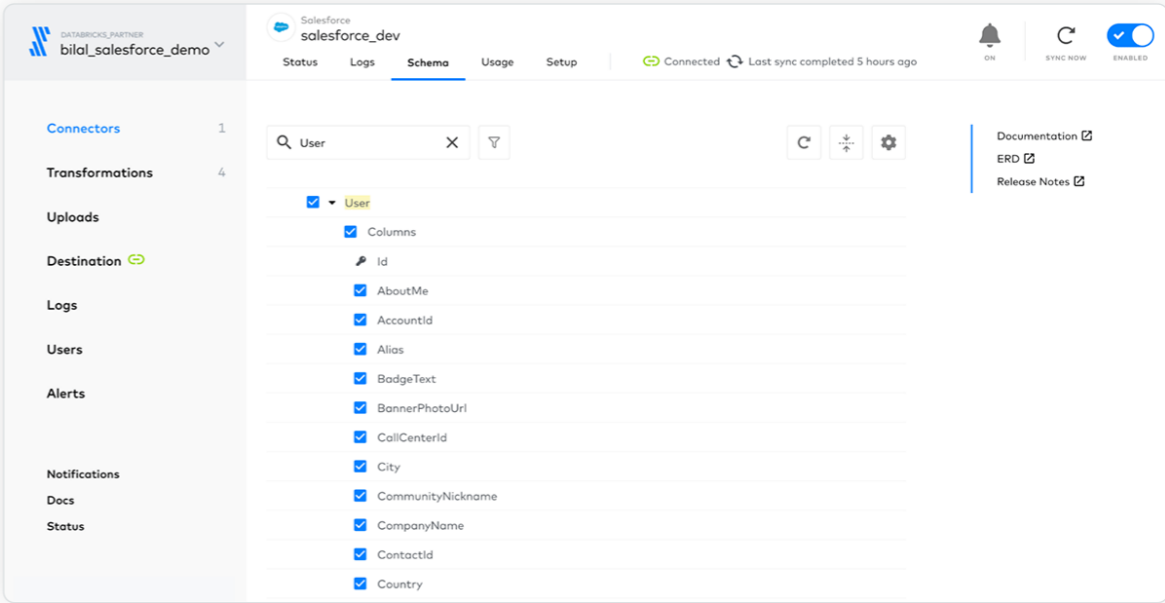 DATABRICKS_PARTNER
bilal_salesforce_demo
Salesforce
salesforce_dev
Status Logs Schema Usage Setup Connected Last sync completed 5 hours ago
ON
SYNC NOW
ENABLED
Connectors 1
Transformations 4
Uploads
Destination
Logs
Users
Alerts
Notifications
Docs
Status
User
User
Columns
Id
AboutMe
AccountId
Alias
BadgeText
BannerPhotoUrl
CallCenterId
City
CommunityNickname
CompanyName
ContactId
Country
Documentation
ERD
Release Notes